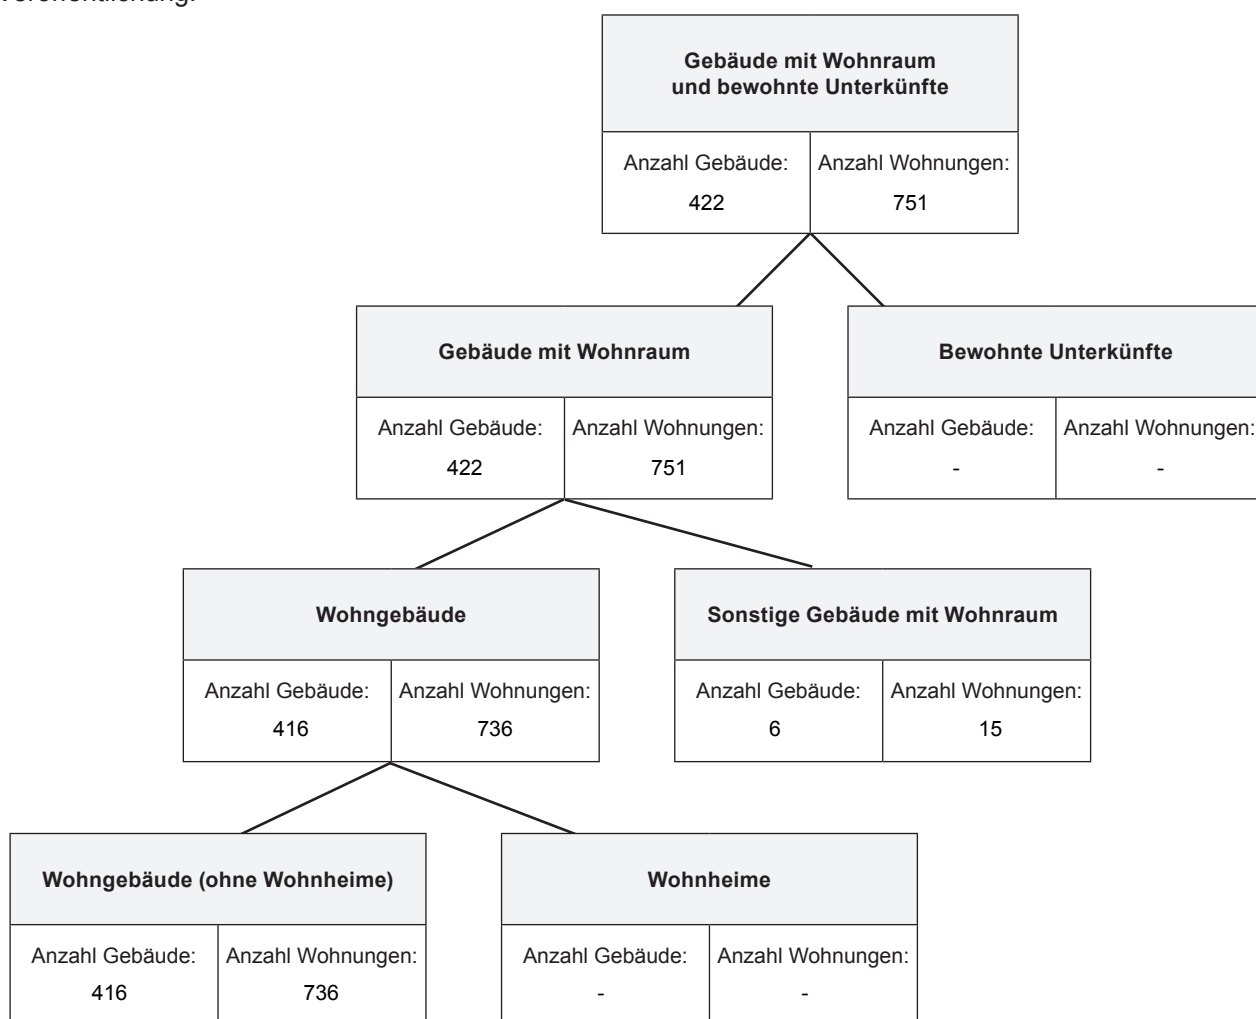 Veröffentlichung.
Gebäude mit Wohnraum
und bewohnte Unterkünfte
Anzahl Gebäude: Anzahl Wohnungen:
422 751
Gebäude mit Wohnraum
Bewohnte Unterkünfte
Anzahl Gebäude: Anzahl Wohnungen:
422 751
Anzahl Gebäude: Anzahl Wohnungen:
- -
Wohngebäude
Sonstige Gebäude mit Wohnraum
Anzahl Gebäude: Anzahl Wohnungen:
416 736
Anzahl Gebäude: Anzahl Wohnungen:
6 15
Wohngebäude (ohne Wohnheime)
Wohnheime
Anzahl Gebäude: Anzahl Wohnungen:
416 736
Anzahl Gebäude: Anzahl Wohnungen:
- -